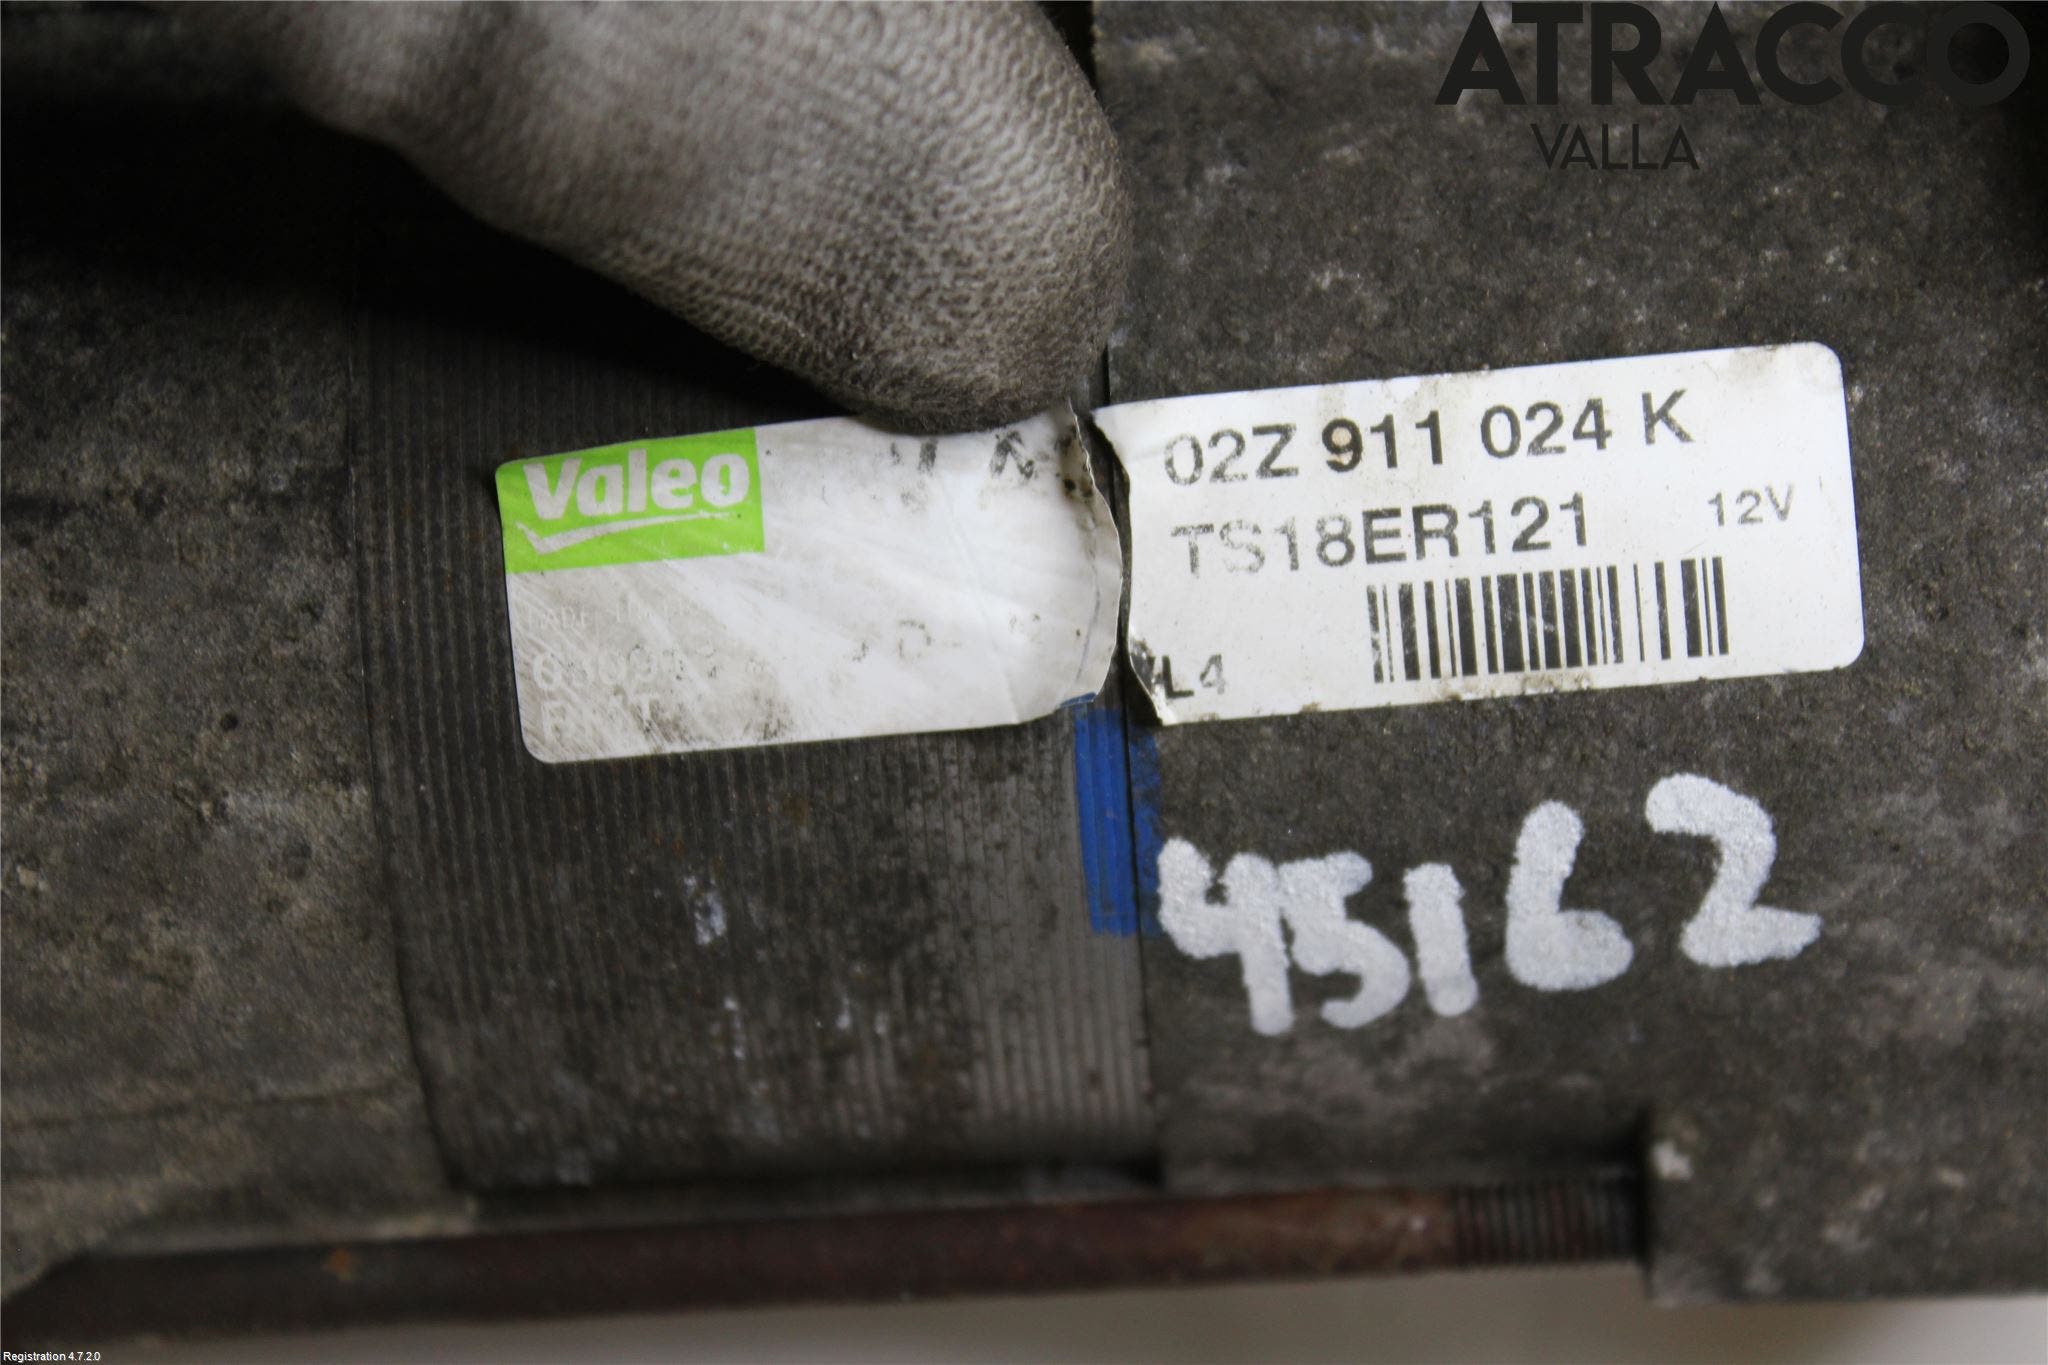 ATRACCO
VALLA
Valeo
02Z 911 024 K
TS18ER121
12V
L4
45162
Registration 4.7.2.0